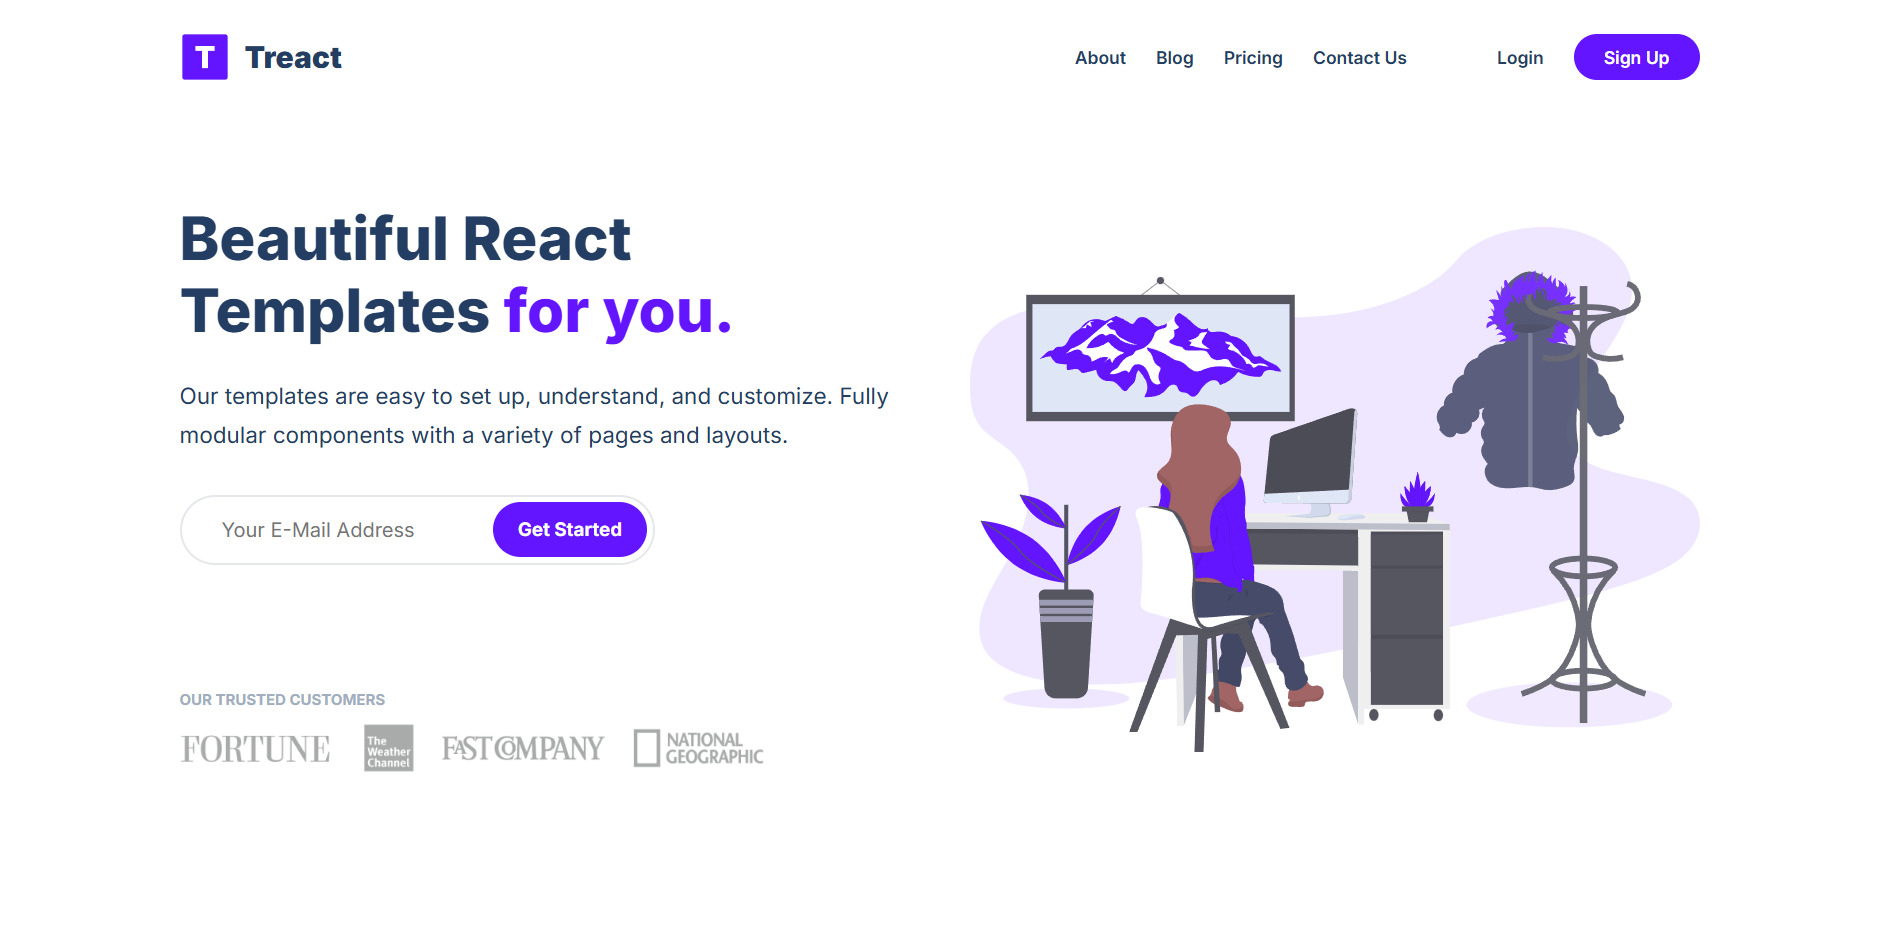 T Treact
About Blog Pricing Contact Us Login Sign Up
Beautiful React
Templates for you.
Our templates are easy to set up, understand, and customize. Fully
modular components with a variety of pages and layouts.
Your E-Mail Address Get Started
OUR TRUSTED CUSTOMERS
FORTUNE
The
Weather
Channel
FAST COMPANY
NATIONAL
GEOGRAPHIC